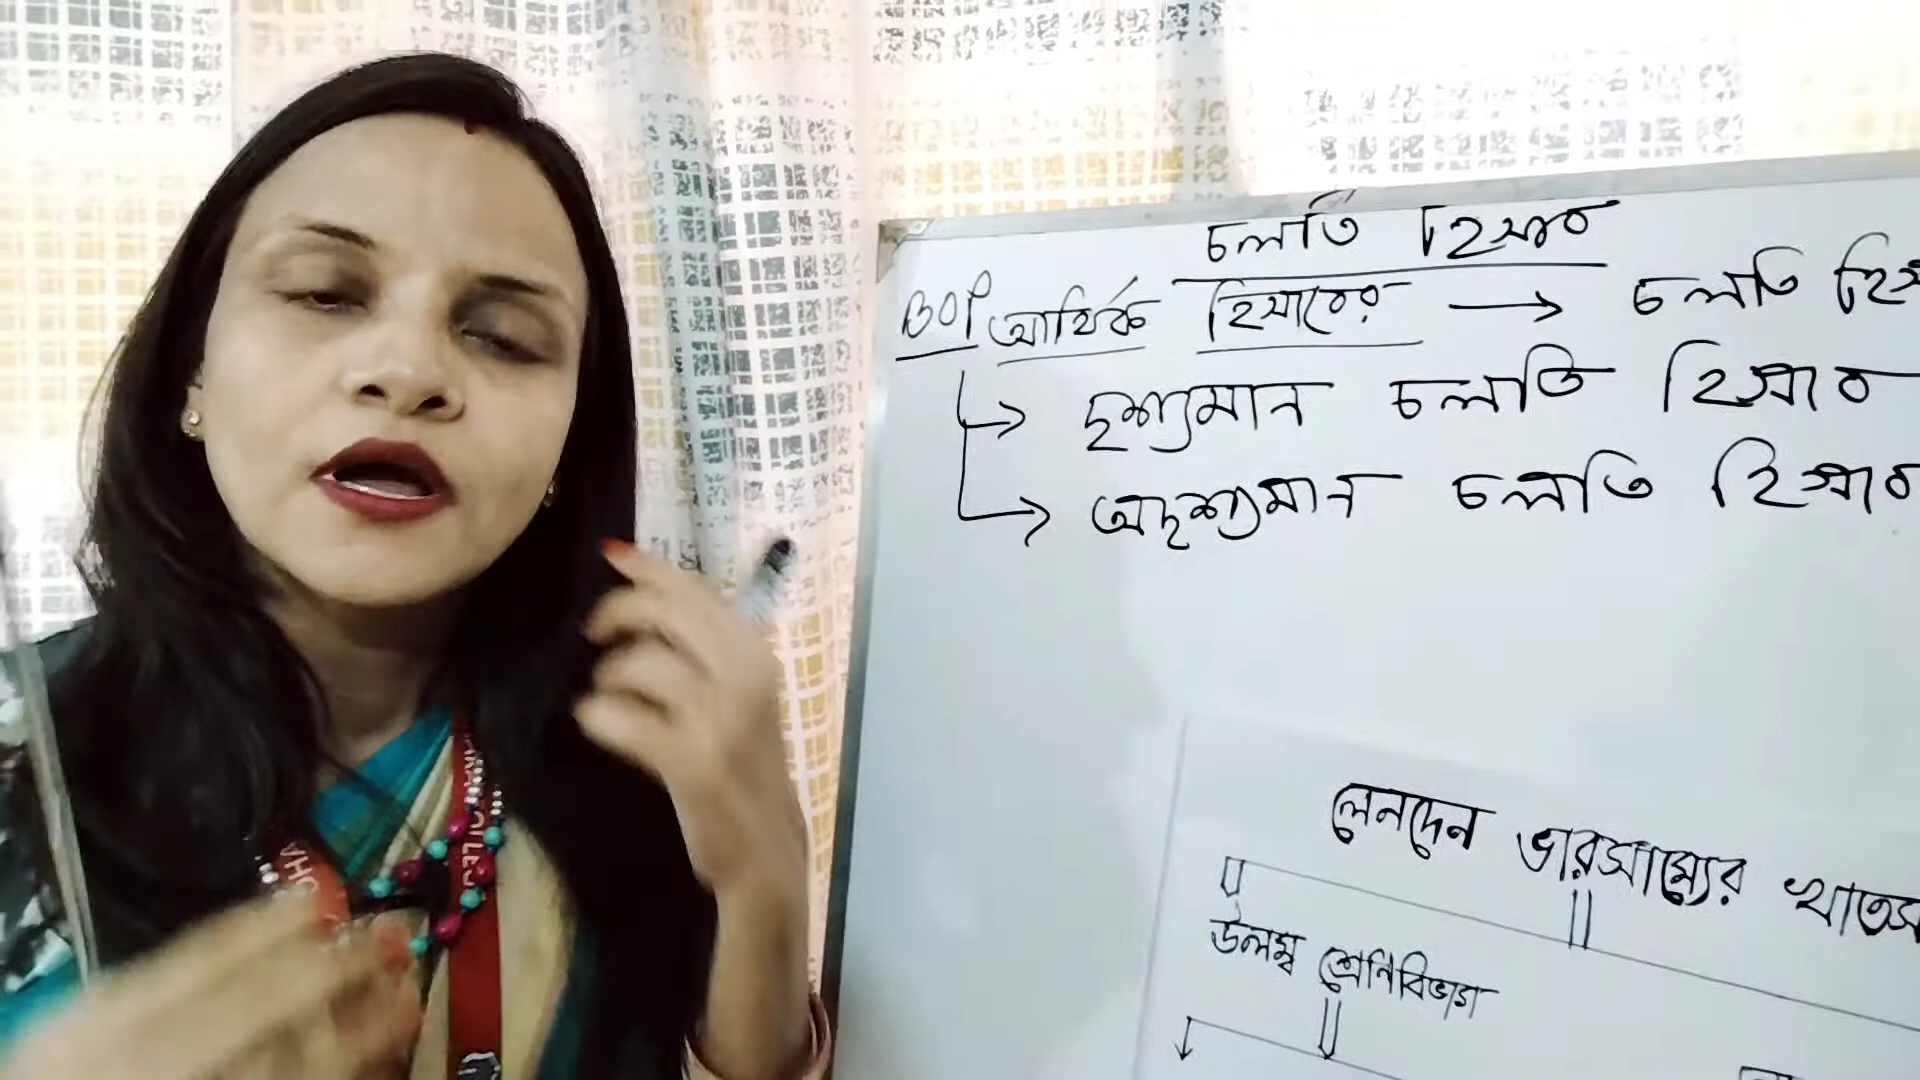 চলতি হিসাব
BOP আর্থিক হিসাবের → চলতি
→ দৃশ্যমান চলতি হিসাব
→ অদৃশ্যমান চলতি হিসাব
লেনদেন ভারসাম্যের
উলম্ব শ্রেণিবিভাগ